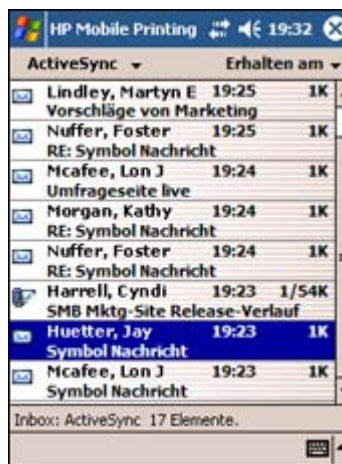 HP Mobile Printing 19:32
ActiveSync Erhalten am
Lindley, Martyn E 19:25 1K
Vorschläge von Marketing
Nuffer, Foster 19:25 1K
RE: Symbol Nachricht
Mcafee, Lon J 19:24 1K
Umfrageseite live
Morgan, Kathy 19:24 1K
RE: Symbol Nachricht
Nuffer, Foster 19:24 1K
RE: Symbol Nachricht
Harrell, Cyndi 19:23 1/54K
SMB Mktg-Site Release-Verlauf
Huetter, Jay 19:23 1K
Symbol Nachricht
Mcafee, Lon J 19:23 1K
Symbol Nachricht
Inbox: ActiveSync 17 Elemente.